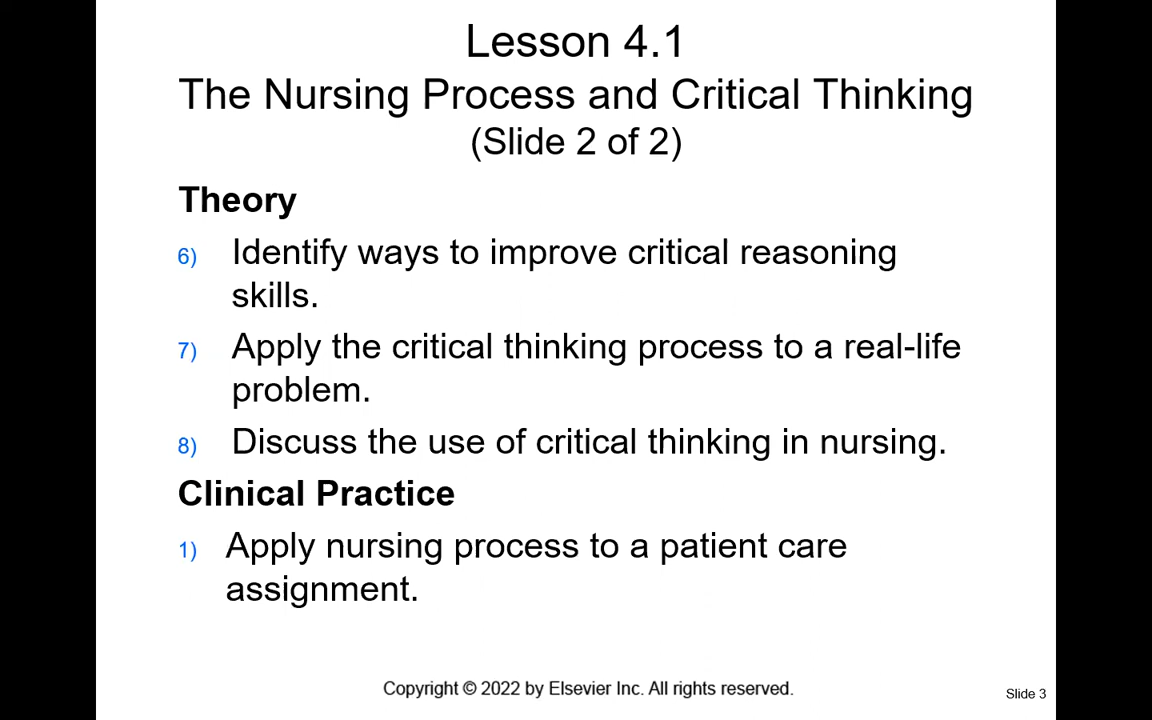 Lesson 4.1
The Nursing Process and Critical Thinking
(Slide 2 of 2)
Theory
6) Identify ways to improve critical reasoning
skills.
7) Apply the critical thinking process to a real-life
problem.
8) Discuss the use of critical thinking in nursing.
Clinical Practice
1) Apply nursing process to a patient care
assignment.
Copyright © 2022 by Elsevier Inc. All rights reserved.
Slide 3